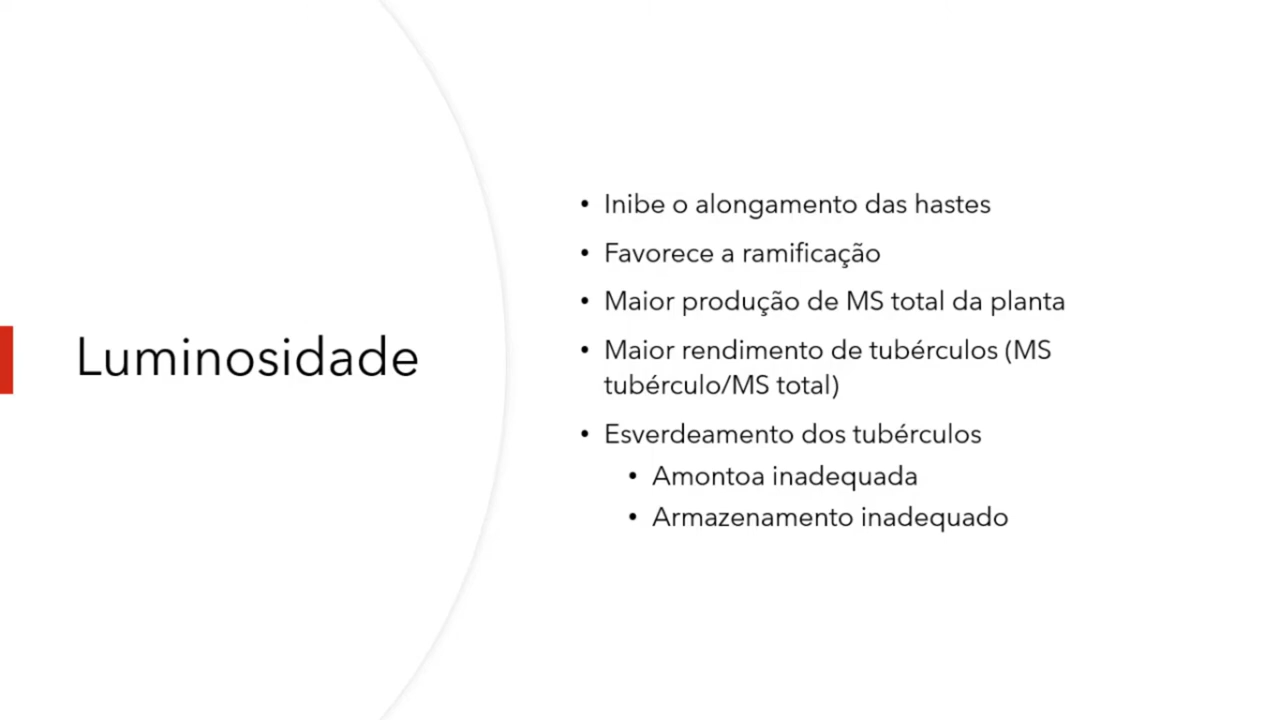 Luminosidade
• Inibe o alongamento das hastes
• Favorece a ramificação
• Maior produção de MS total da planta
• Maior rendimento de tubérculos (MS
tubérculo/MS total)
• Esverdeamento dos tubérculos
• Amontoa inadequada
• Armazenamento inadequado